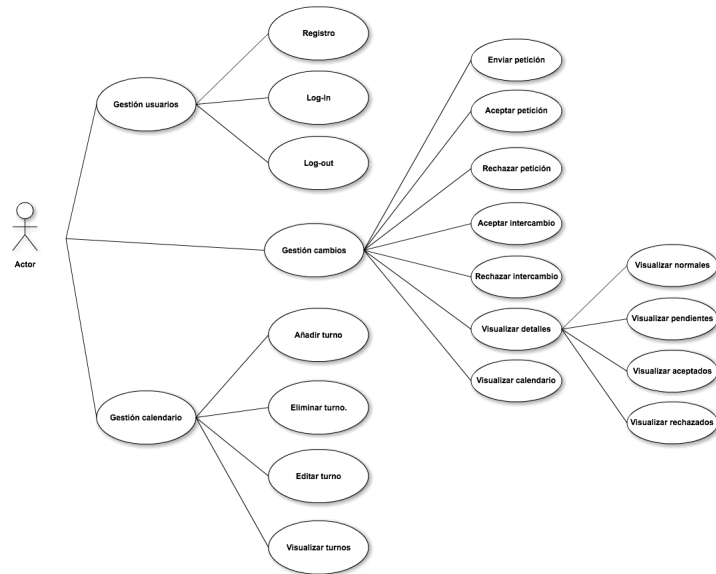 Registro
Gestión usuarios
Log-In
Log-out
Actor
Gestión cambios
Enviar petición
Aceptar petición
Rechazar petición
Aceptar intercambio
Rechazar intercambio
Visualizar detalles
Visualizar calendario
Visualizar normales
Visualizar pendientes
Visualizar aceptados
Visualizar rechazados
Gestión calendario
Añadir turno
Eliminar turno.
Editar turno
Visualizar turnos